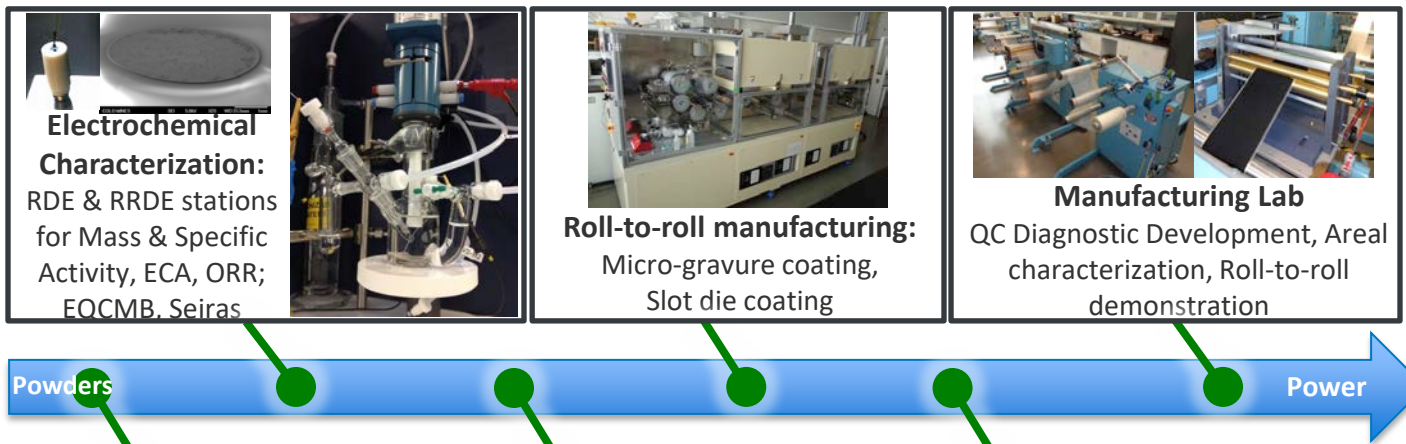 Electrochemical
Characterization:
RDE & RRDE stations
for Mass & Specific
Activity, ECA, ORR;
EQCMB, Seiras
Roll-to-roll manufacturing:
Micro-gravure coating,
Slot die coating
Manufacturing Lab
QC Diagnostic Development, Areal
characterization, Roll-to-roll
demonstration
Powders
Power